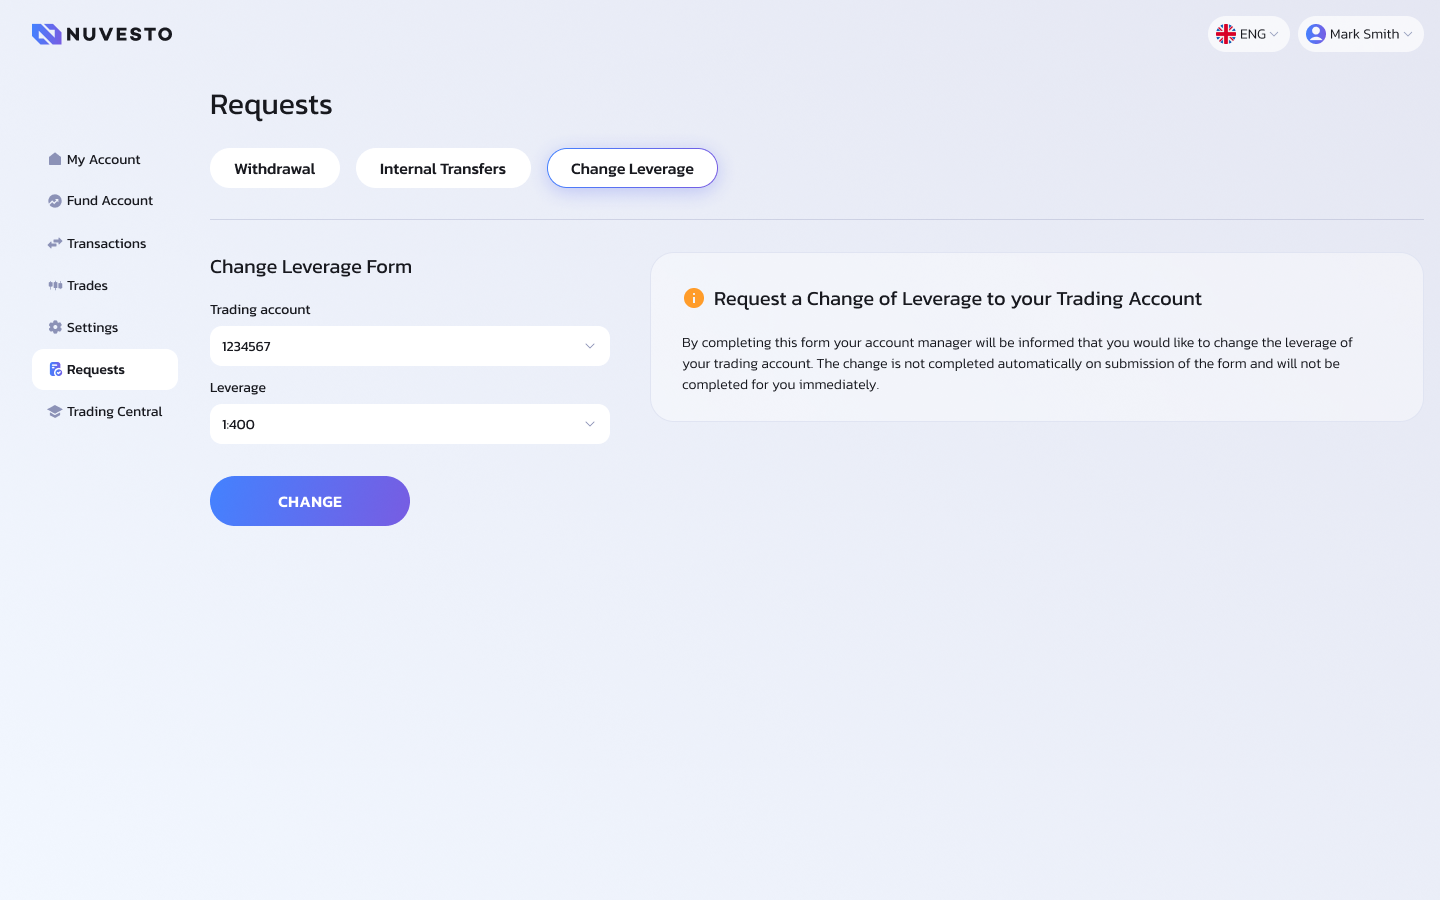 NUVESTO
ENG
Mark Smith
Requests
Withdrawal
Internal Transfers
Change Leverage
My Account
Fund Account
Transactions
Trades
Settings
Requests
Trading Central
Change Leverage Form
Trading account
1234567
Leverage
1:400
CHANGE
Request a Change of Leverage to your Trading Account
By completing this form your account manager will be informed that you would like to change the leverage of
your trading account. The change is not completed automatically on submission of the form and will not be
completed for you immediately.